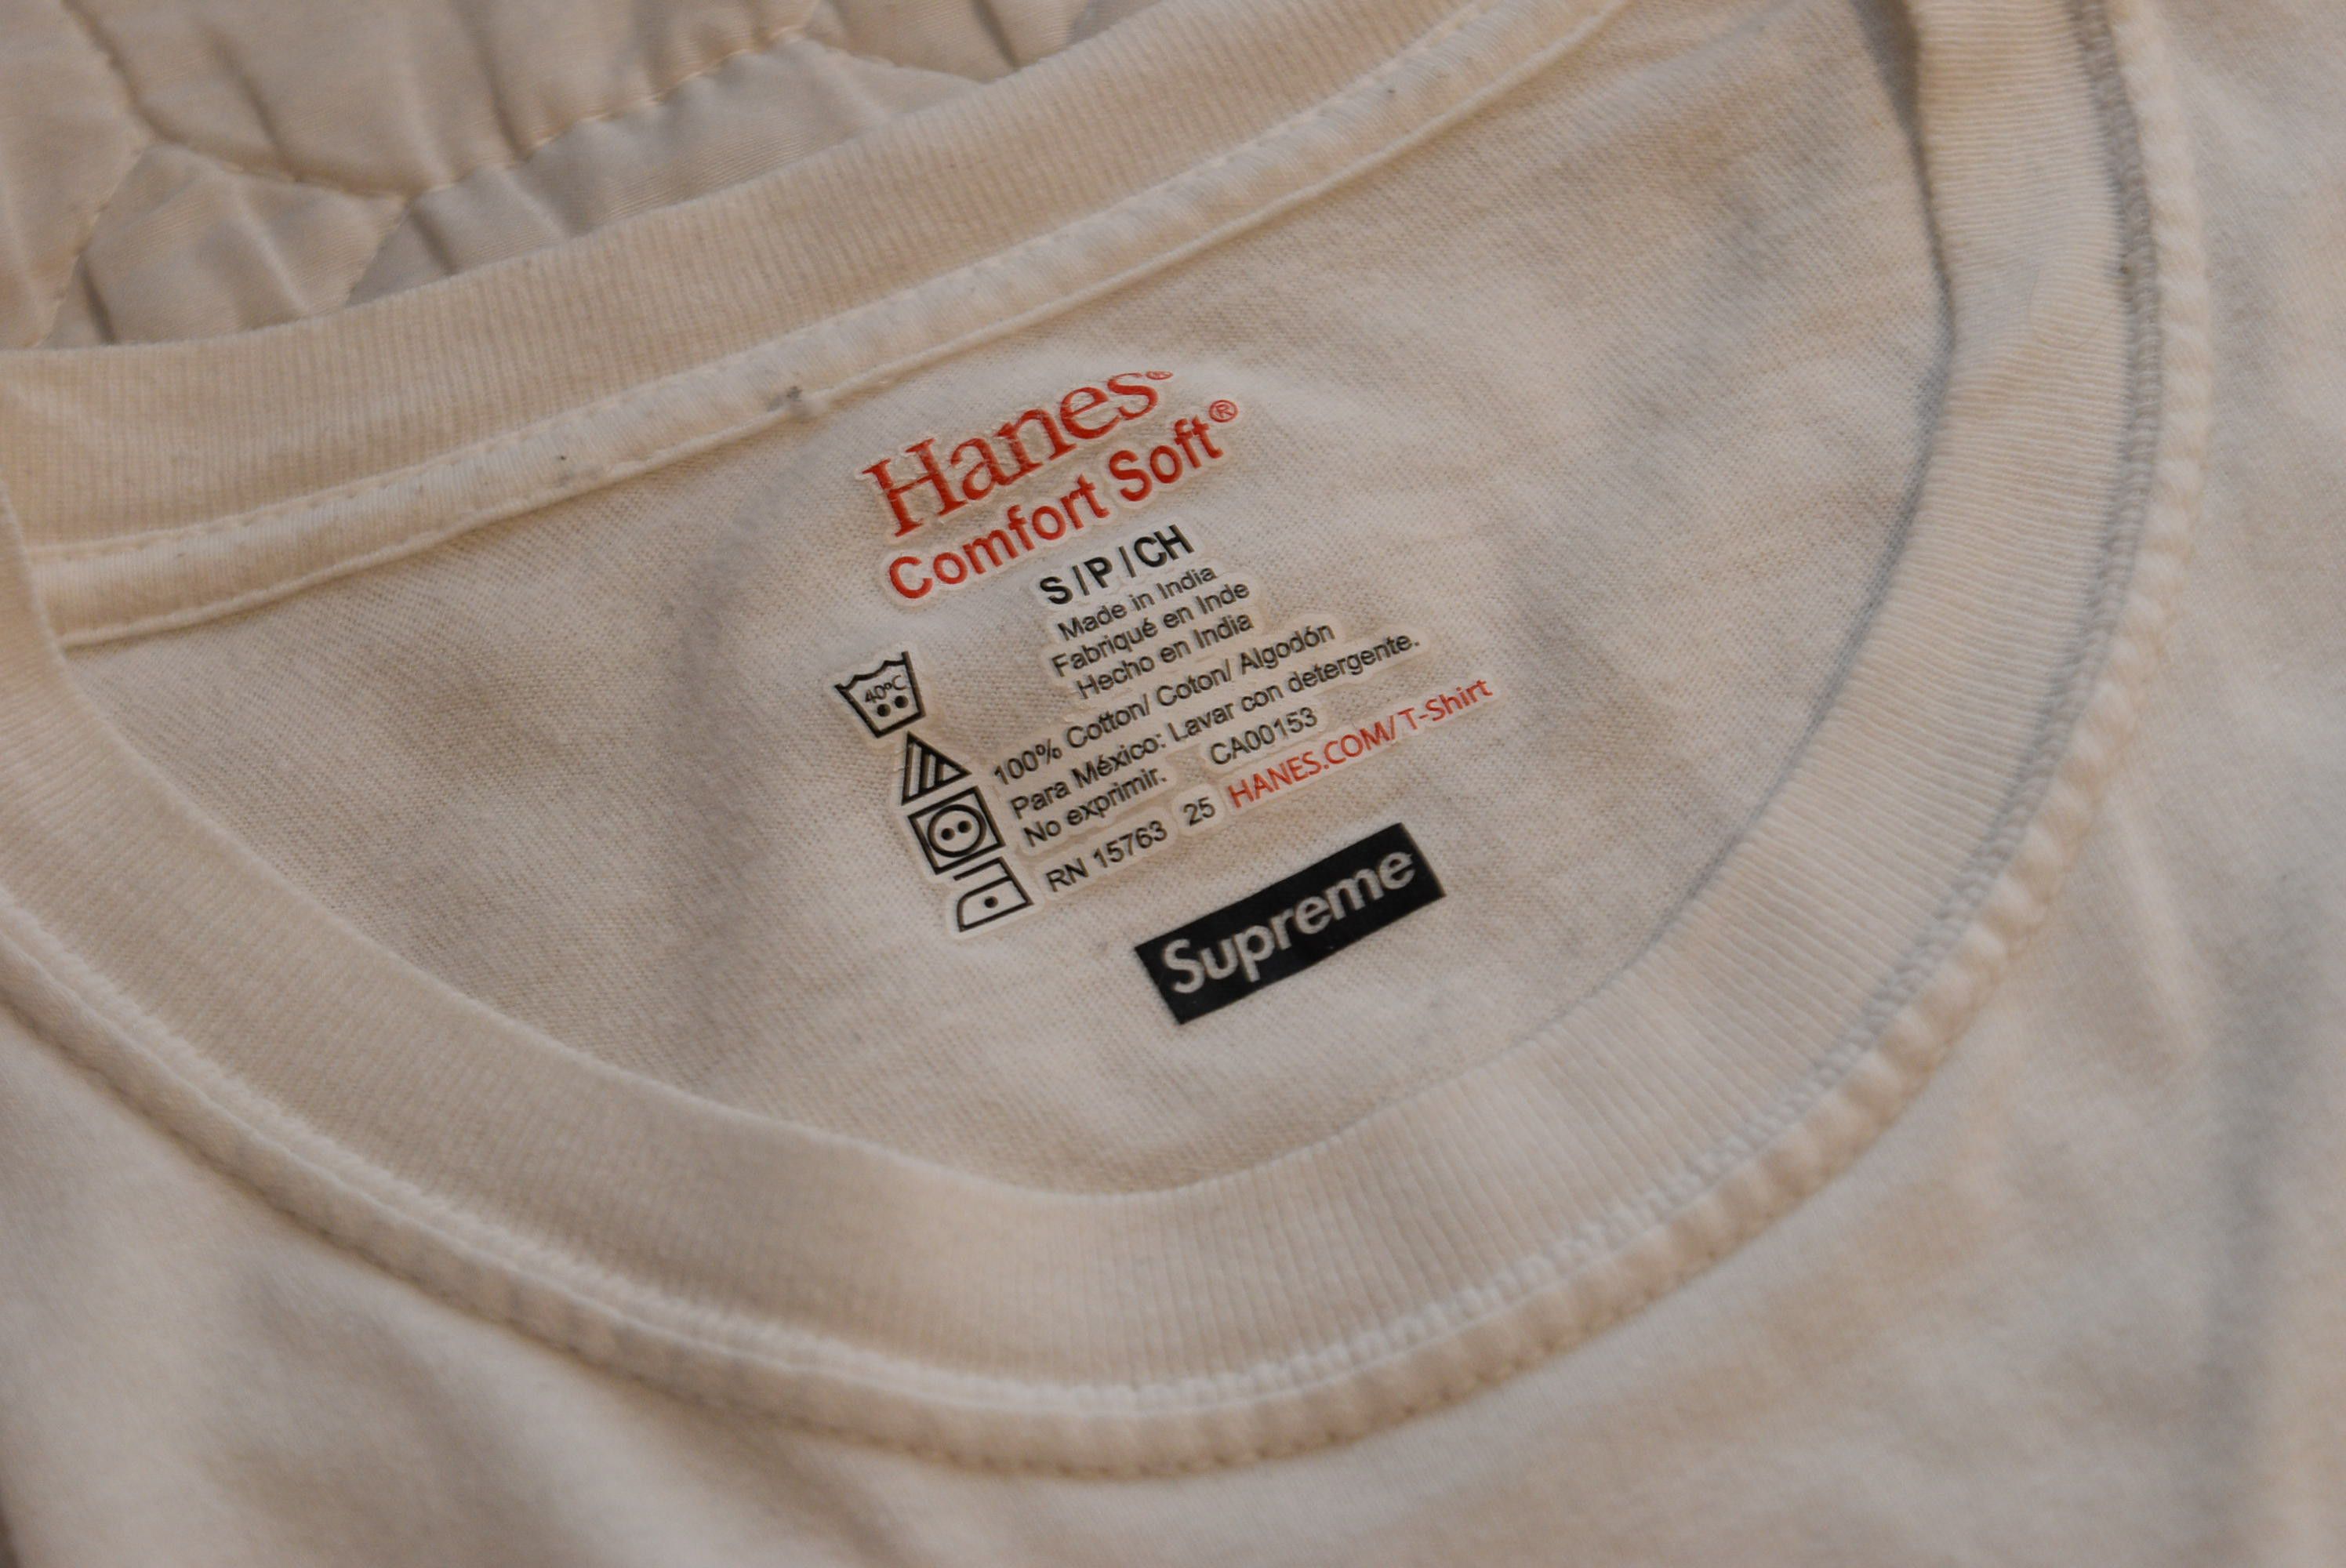 Hanes®
Comfort Soft®
S / P / CH
Made in India
Fabriqué en Inde
Hecho en India
40ºC
100% Cotton/ Coton/ Algodón
Para México: Lavar con detergente.
No exprimir. CA00153
RN 15763 25 HANES.COM/T-Shirt
Supreme